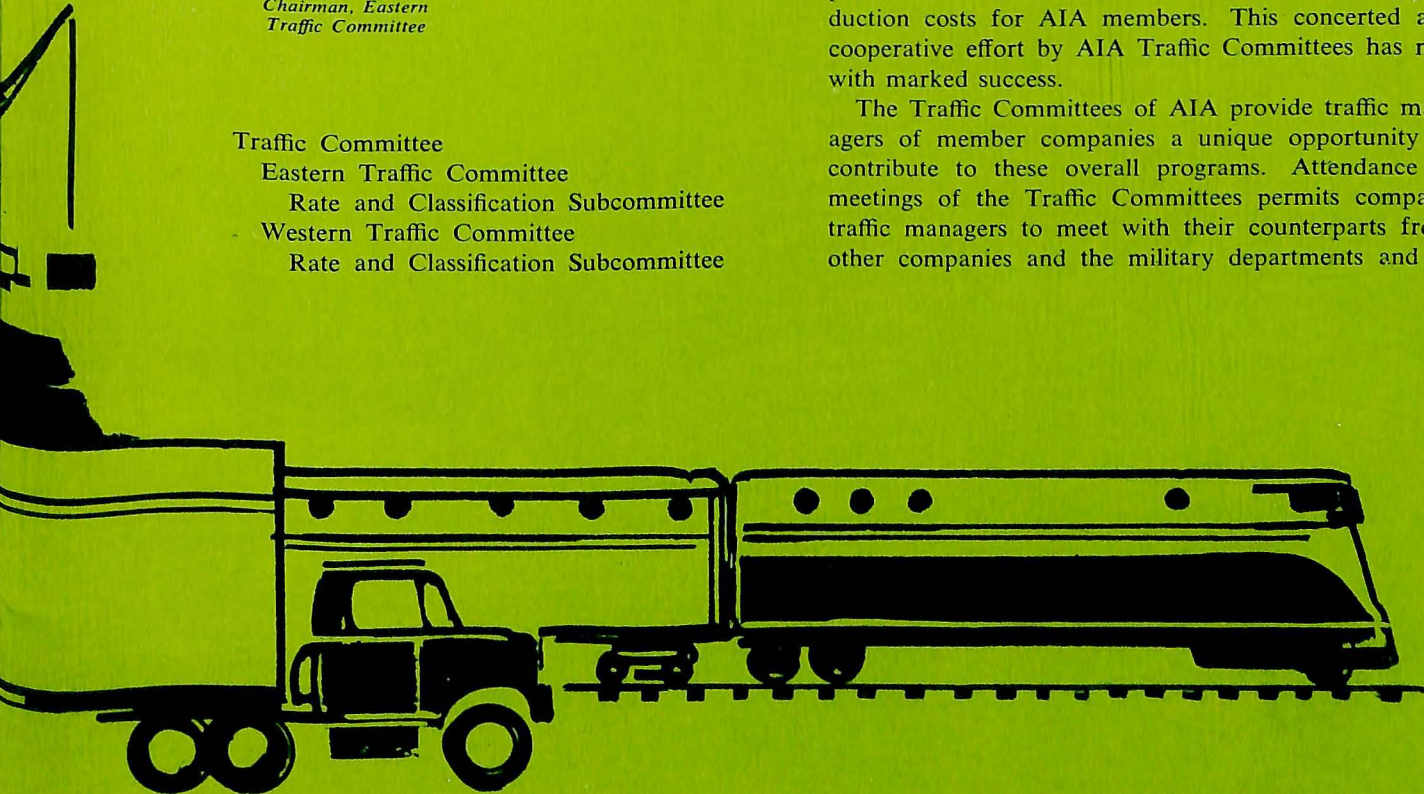 Chairman, Eastern
Traffic Committee
Traffic Committee
Eastern Traffic Committee
Rate and Classification Subcommittee
Western Traffic Committee
Rate and Classification Subcommittee
duction costs for AIA members. This concerted
cooperative effort by AIA Traffic Committees has
with marked success.
The Traffic Committees of AIA provide traffic
agers of member companies a unique opportunity
contribute to these overall programs. Attendance
meetings of the Traffic Committees permits
traffic managers to meet with their counterparts
other companies and the military departments and